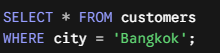 SELECT * FROM customers
WHERE city = 'Bangkok';